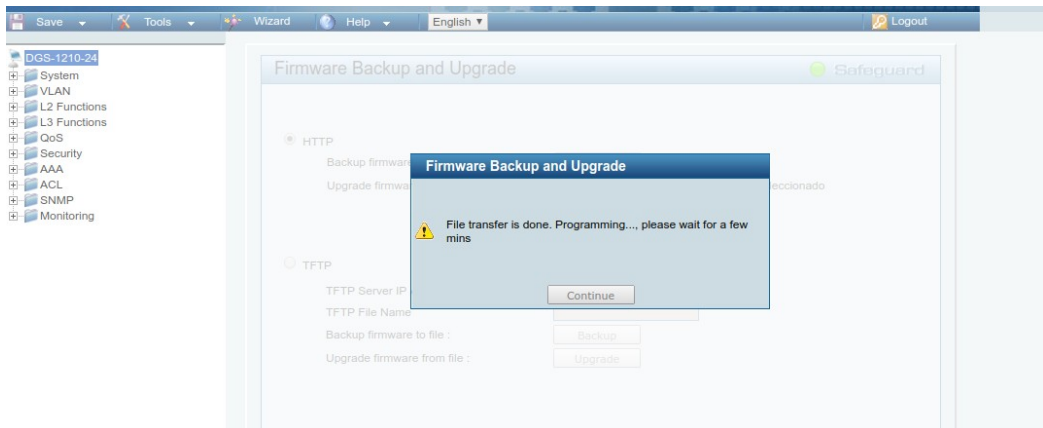 Save Tools Wizard Help English Logout
DGS-1210-24
System
VLAN
L2 Functions
L3 Functions
QoS
Security
AAA
ACL
SNMP
Monitoring
Firmware Backup and Upgrade Safeguard
HTTP
Backup firmware
Upgrade firmwa eccionado
Firmware Backup and Upgrade
File transfer is done. Programming..., please wait for a few
mins
Continue
TFTP
TFTP Server IP
TFTP File Name
Backup firmware to file : Backup
Upgrade firmware from file : Upgrade